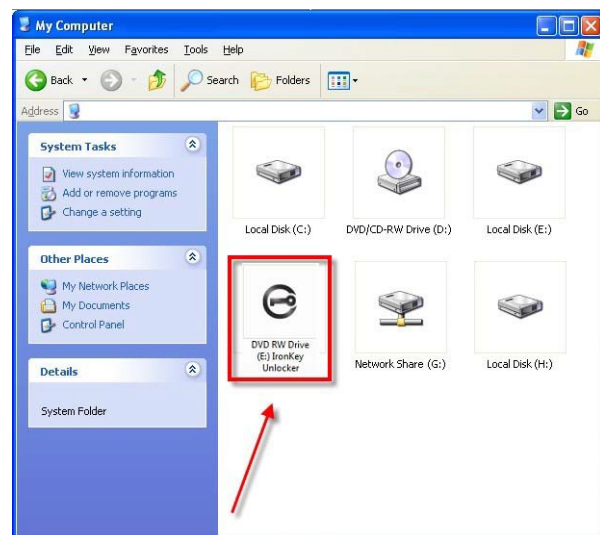 My Computer
File Edit View Favorites Tools Help
Back Search Folders
Address Go
System Tasks
View system information
Add or remove programs
Change a setting
Other Places
My Network Places
My Documents
Control Panel
Details
System Folder
Local Disk (C:) DVD/CD-RW Drive (D:) Local Disk (E:)
DVD RW Drive
(E:) IronKey
Unlocker
Network Share (G:) Local Disk (H:)